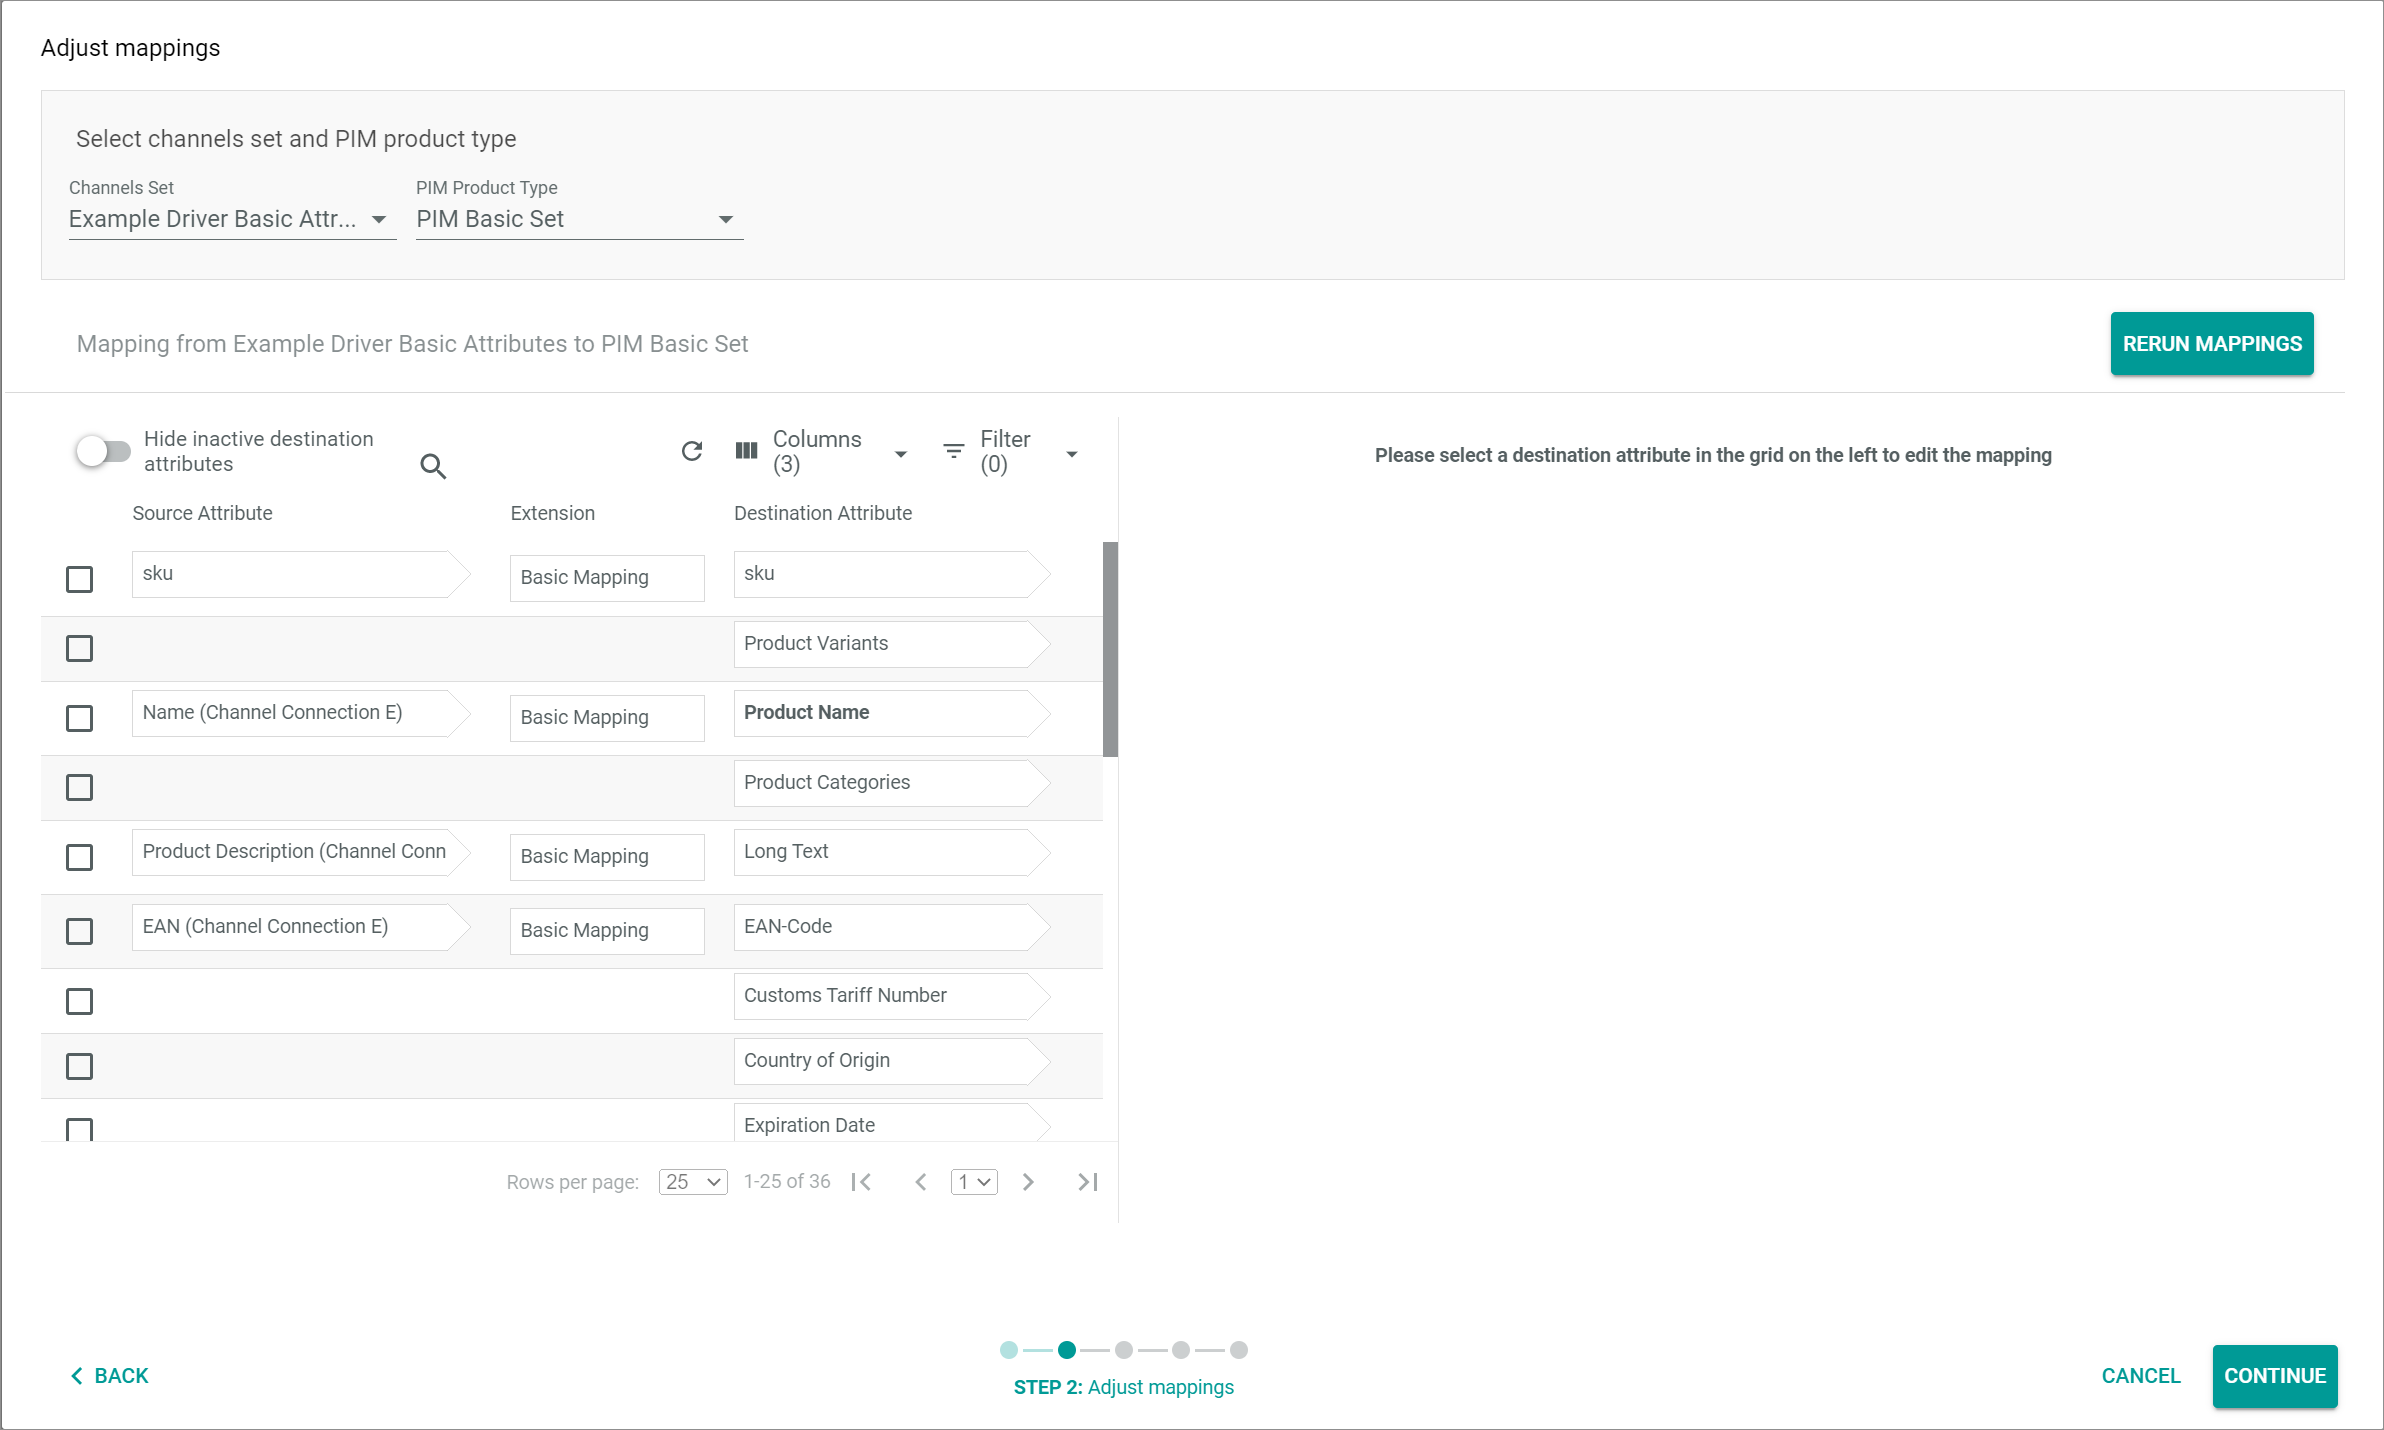 Adjust mappings
Select channels set and PIM product type
Channels Set
PIM Product Type
Example Driver Basic Attr...
PIM Basic Set
Mapping from Example Driver Basic Attributes to PIM Basic Set
RERUN MAPPINGS
Hide inactive destination
attributes
Columns
(3)
Filter
(0)
Please select a destination attribute in the grid on the left to edit the mapping
Source Attribute
Extension
Destination Attribute
sku
Basic Mapping
sku
Product Variants
Name (Channel Connection E)
Basic Mapping
Product Name
Product Categories
Product Description (Channel Conn
Basic Mapping
Long Text
EAN (Channel Connection E)
Basic Mapping
EAN-Code
Customs Tariff Number
Country of Origin
Expiration Date
Rows per page:
25
1-25 of 36
1
BACK
STEP 2: Adjust mappings
CANCEL
CONTINUE